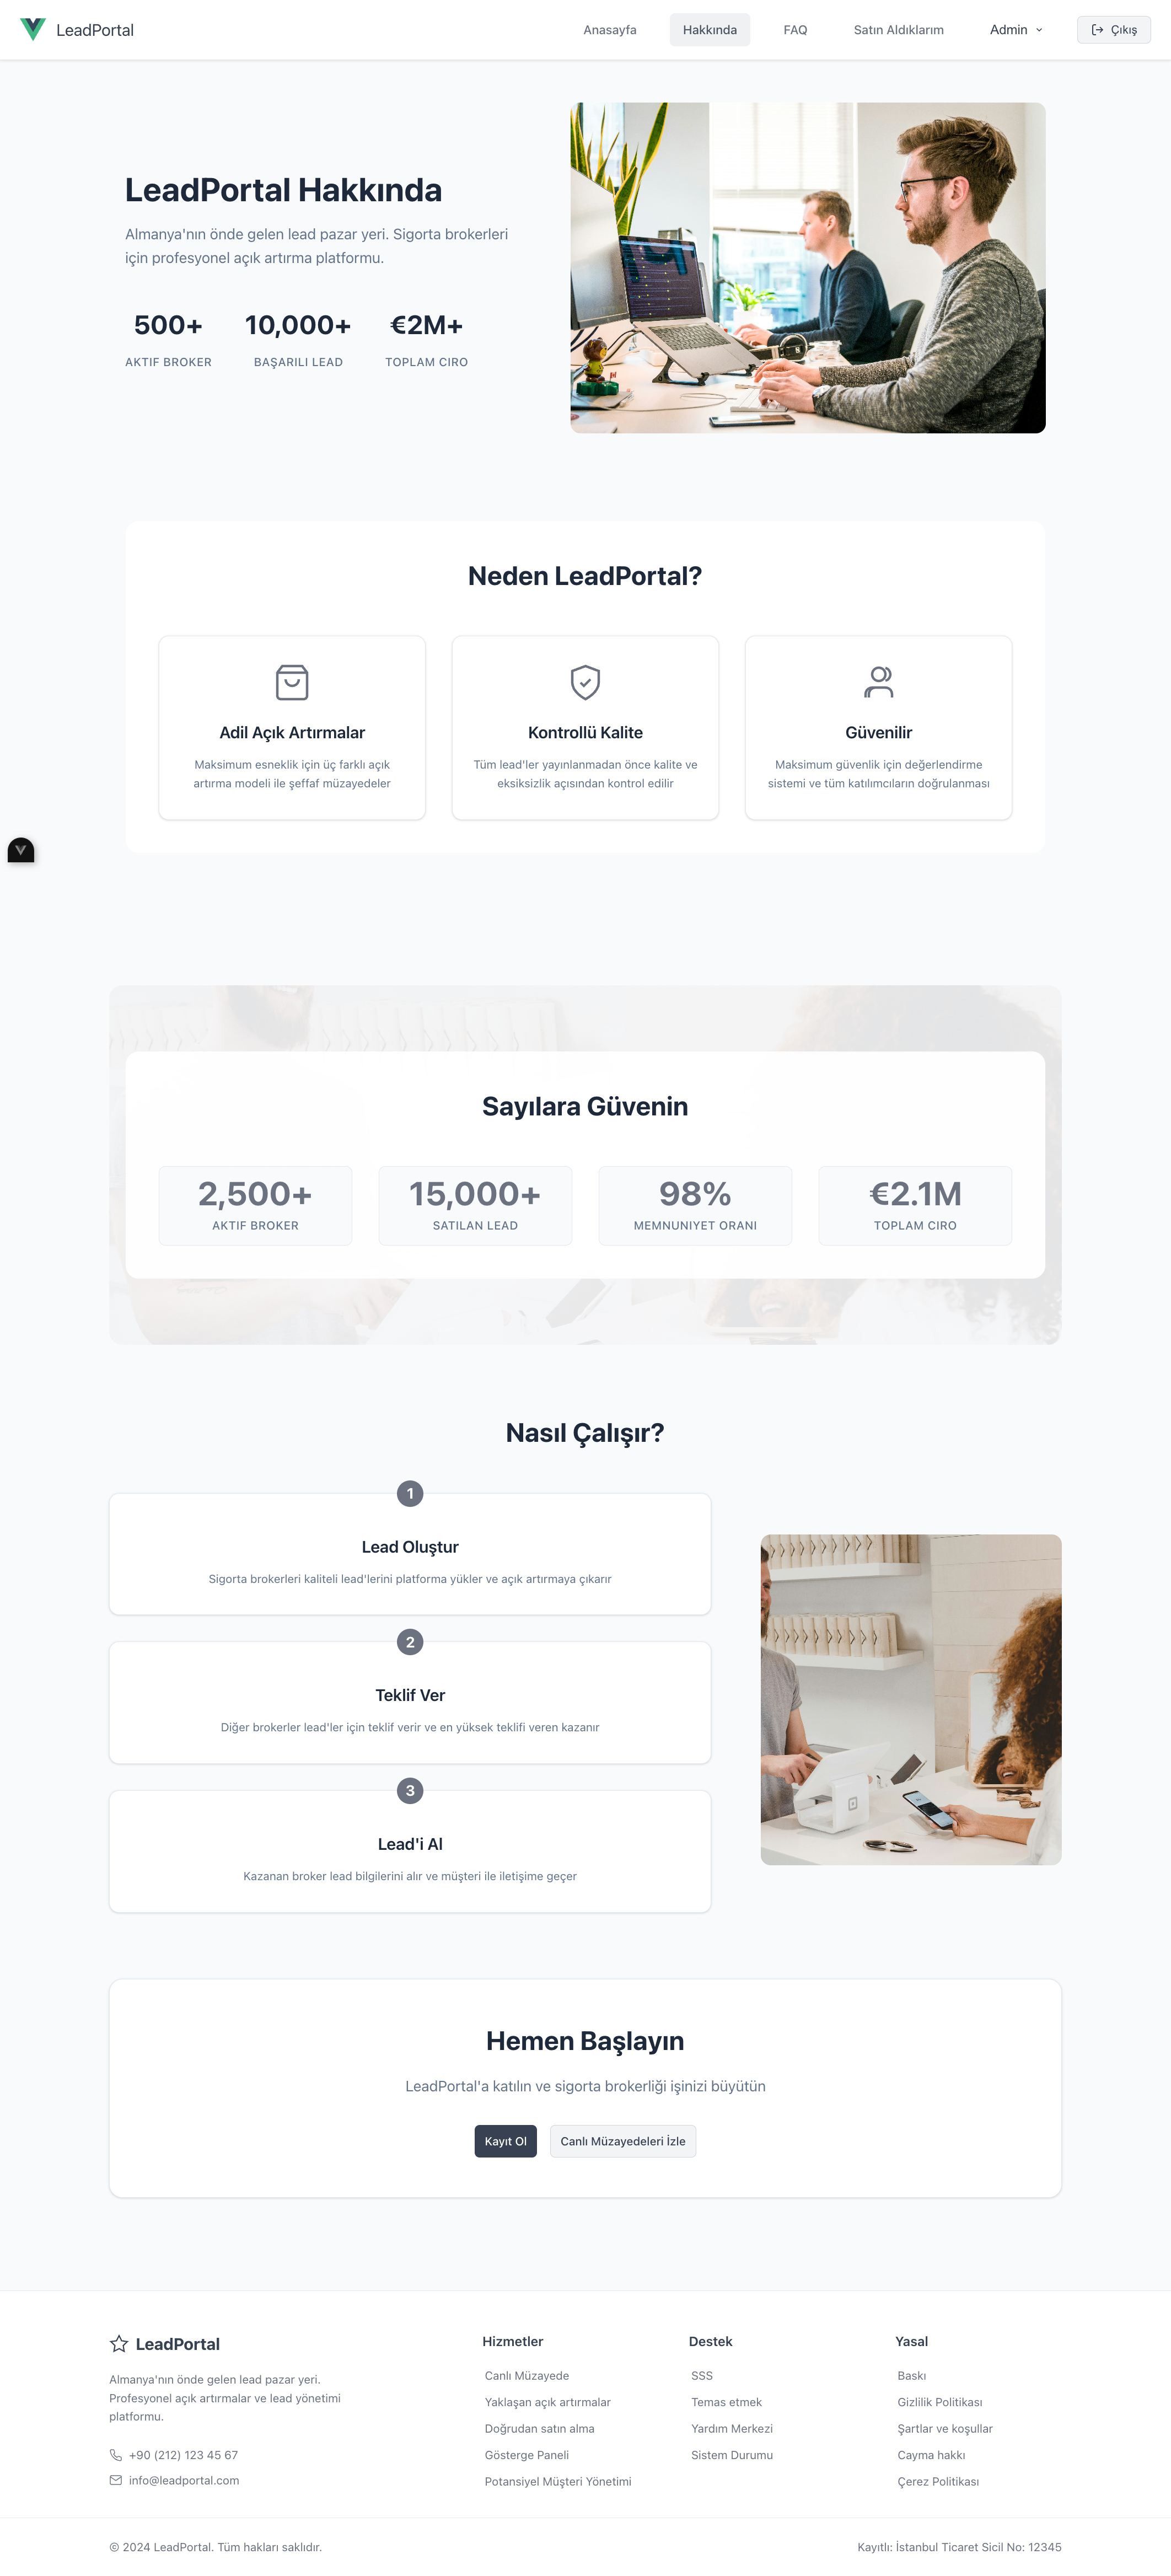 LeadPortal
Anasayfa
Hakkında
FAQ
Satın Aldıklarım
Admin
Çıkış
LeadPortal Hakkında
Almanya'nın önde gelen lead pazar yeri. Sigorta brokerleri
için profesyonel açık artırma platformu.
500+
10,000+
€2M+
AKTIF BROKER
BAŞARILI LEAD
TOPLAM CIRO
Neden LeadPortal?
Adil Açık Artırmalar
Maksimum esneklik için üç farklı açık
artırma modeli ile şeffaf müzayedeler
Kontrollü Kalite
Tüm lead'ler yayınlanmadan önce kalite ve
eksiksizlik açısından kontrol edilir
Güvenilir
Maksimum güvenlik için değerlendirme
sistemi ve tüm katılımcıların doğrulanması
Sayılara Güvenin
2,500+
AKTIF BROKER
15,000+
SATILAN LEAD
98%
MEMNUNIYET ORANI
€2.1M
TOPLAM CIRO
Nasıl Çalışır?
1
Lead Oluştur
Sigorta brokerleri kaliteli lead'lerini platforma yükler ve açık artırmaya çıkarır
2
Teklif Ver
Diğer brokerler lead'ler için teklif verir ve en yüksek teklifi veren kazanır
3
Lead'i Al
Kazanan broker lead bilgilerini alır ve müşteri ile iletişime geçer
Hemen Başlayın
LeadPortal'a katılın ve sigorta brokerliği işinizi büyütün
Kayıt Ol
Canlı Müzayedeleri İzle
LeadPortal
Almanya'nın önde gelen lead pazar yeri.
Profesyonel açık artırmalar ve lead yönetimi
platformu.
+90 (212) 123 45 67
info@leadportal.com
Hizmetler
Canlı Müzayede
Yaklaşan açık artırmalar
Doğrudan satın alma
Gösterge Paneli
Potansiyel Müşteri Yönetimi
Destek
SSS
Temas etmek
Yardım Merkezi
Sistem Durumu
Yasal
Baskı
Gizlilik Politikası
Şartlar ve koşullar
Cayma hakkı
Çerez Politikası
© 2024 LeadPortal. Tüm hakları saklıdır.
Kayıtlı: İstanbul Ticaret Sicil No: 12345